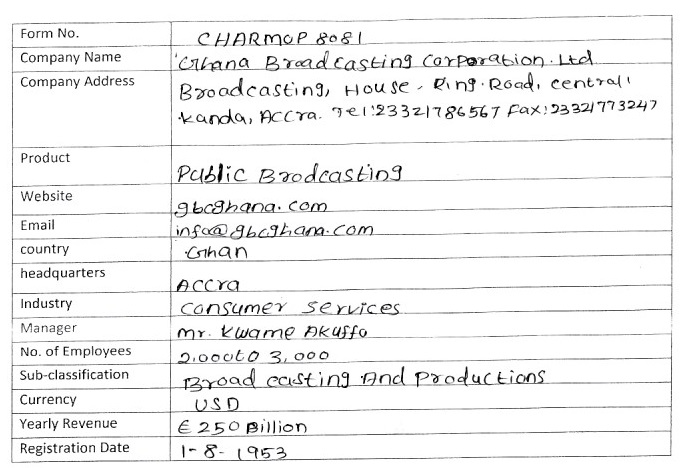 Form No. CHARMOP 8081
Company Name Ghana Broadcasting Corporation. Ltd
Company Address Broadcasting, House, Ring. Road, central,
Kanda, Accra. Tel:23321786567 Fax:23321773247
Product Public Brodcasting
Website gbcghana.com
Email info@gbcghana.com
country Ghan
headquarters Accra
Industry Consumer services
Manager Mr. Kwame Akuffo
No. of Employees 2,000to 3,000
Sub-classification Broad casting And Productions
Currency USD
Yearly Revenue € 250 Billion
Registration Date 1-8-1953